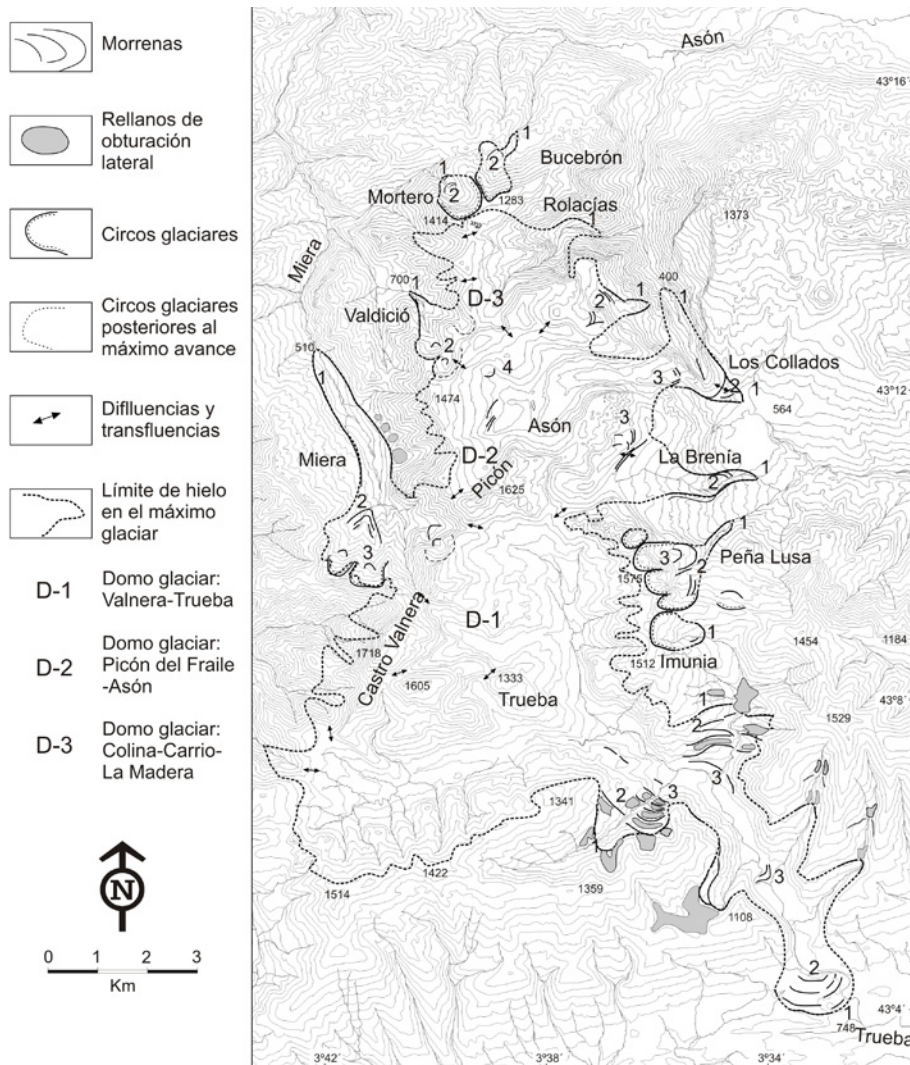 Morrenas
Rellanos de
obturación
lateral
Circos glaciares
Circos glaciares
posteriores al
máximo avance
Difluencias y
transfluencias
Límite de hielo
en el máximo
glaciar
D-1 Domo glaciar:
Valnera-Trueba
D-2 Domo glaciar:
Picón del Fraile
-Asón
D-3 Domo glaciar:
Colina-Carrio-
La Madera
N
0 1 2 3
Km
Asón
43°16´
1
2
Bucebrón
1
Mortero
2
1283
Rolacías
1
1414
1373
Miera
700
1
D-3
400
1
2
1
Valdició
510
2
4
Los Collados
3
2
1
43°12´
1
1474
564
Asón
3
Miera
D-2
La Brenía
1
Picón
2
1625
2
1
3
3
Peña Lusa
2
1575
D-1
1
1718
Castro Valnera
1454
1184
1512
Imunia
1605
1333
Trueba
1
43°8´
2
1529
3
1341
2
3
1
1422
1514
1359
3
1108
2
43°4´
1
748
Trueba
3°42´
3°38´
3°34´